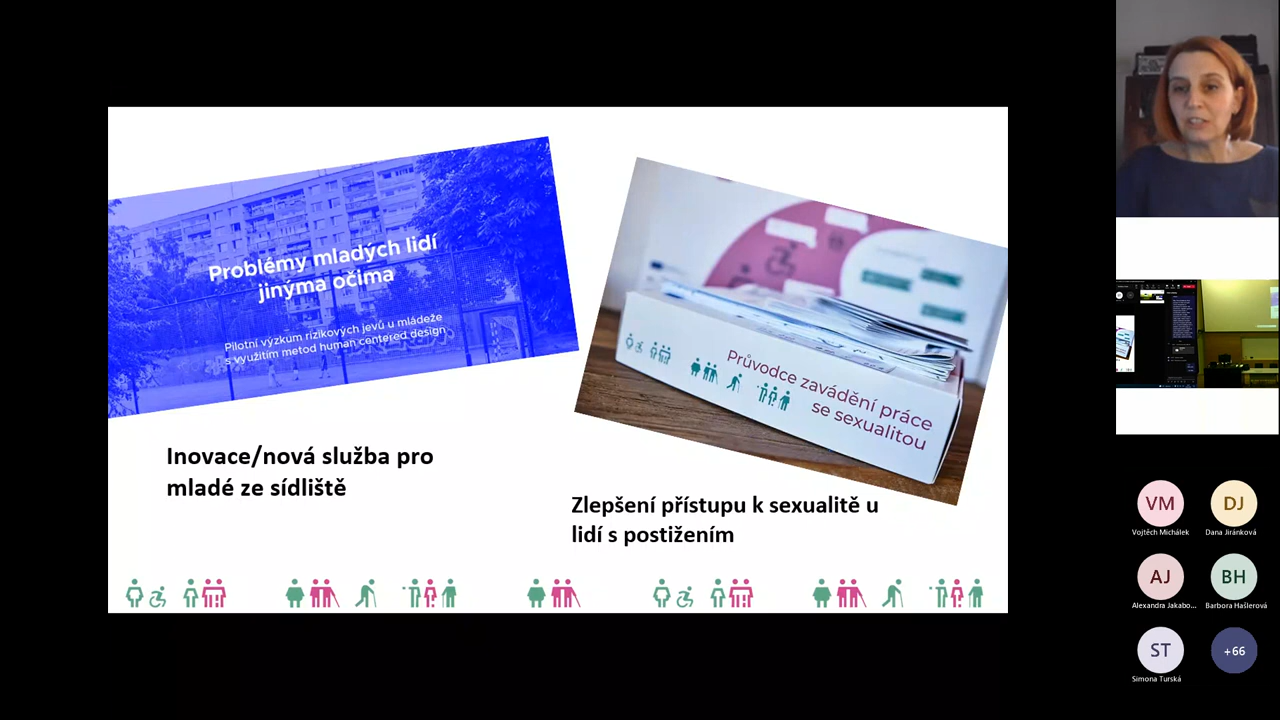 Problémy mladých lidí
jinýma očima
Pilotní výzkum rizikových jevů u mládeže
s využitím metod human centered design
Průvodce zavádění práce
se sexualitou
Inovace/nová služba pro
mladé ze sídliště
Zlepšení přístupu k sexualitě u
lidí s postižením
VM
Vojtěch Michálek
DJ
Dana Jiránková
AJ
Alexandra Jakabo...
BH
Barbora Hašlerová
ST
Simona Turská
+66